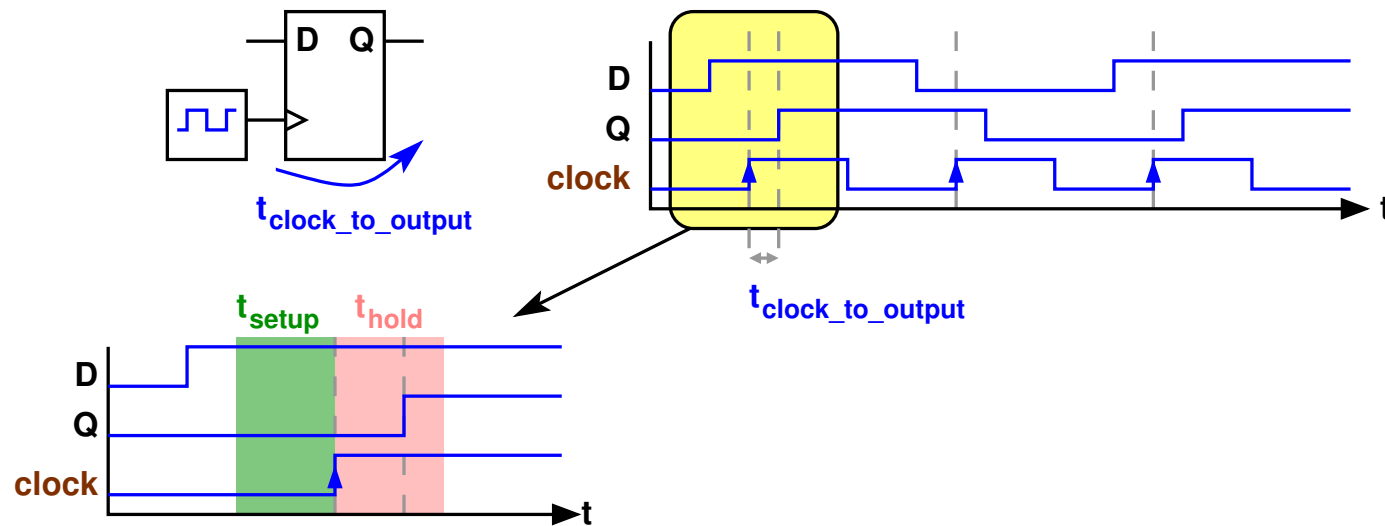 D Q
t_clock_to_output
D
Q
clock
t
t_clock_to_output
t_setup t_hold
D
Q
clock
t